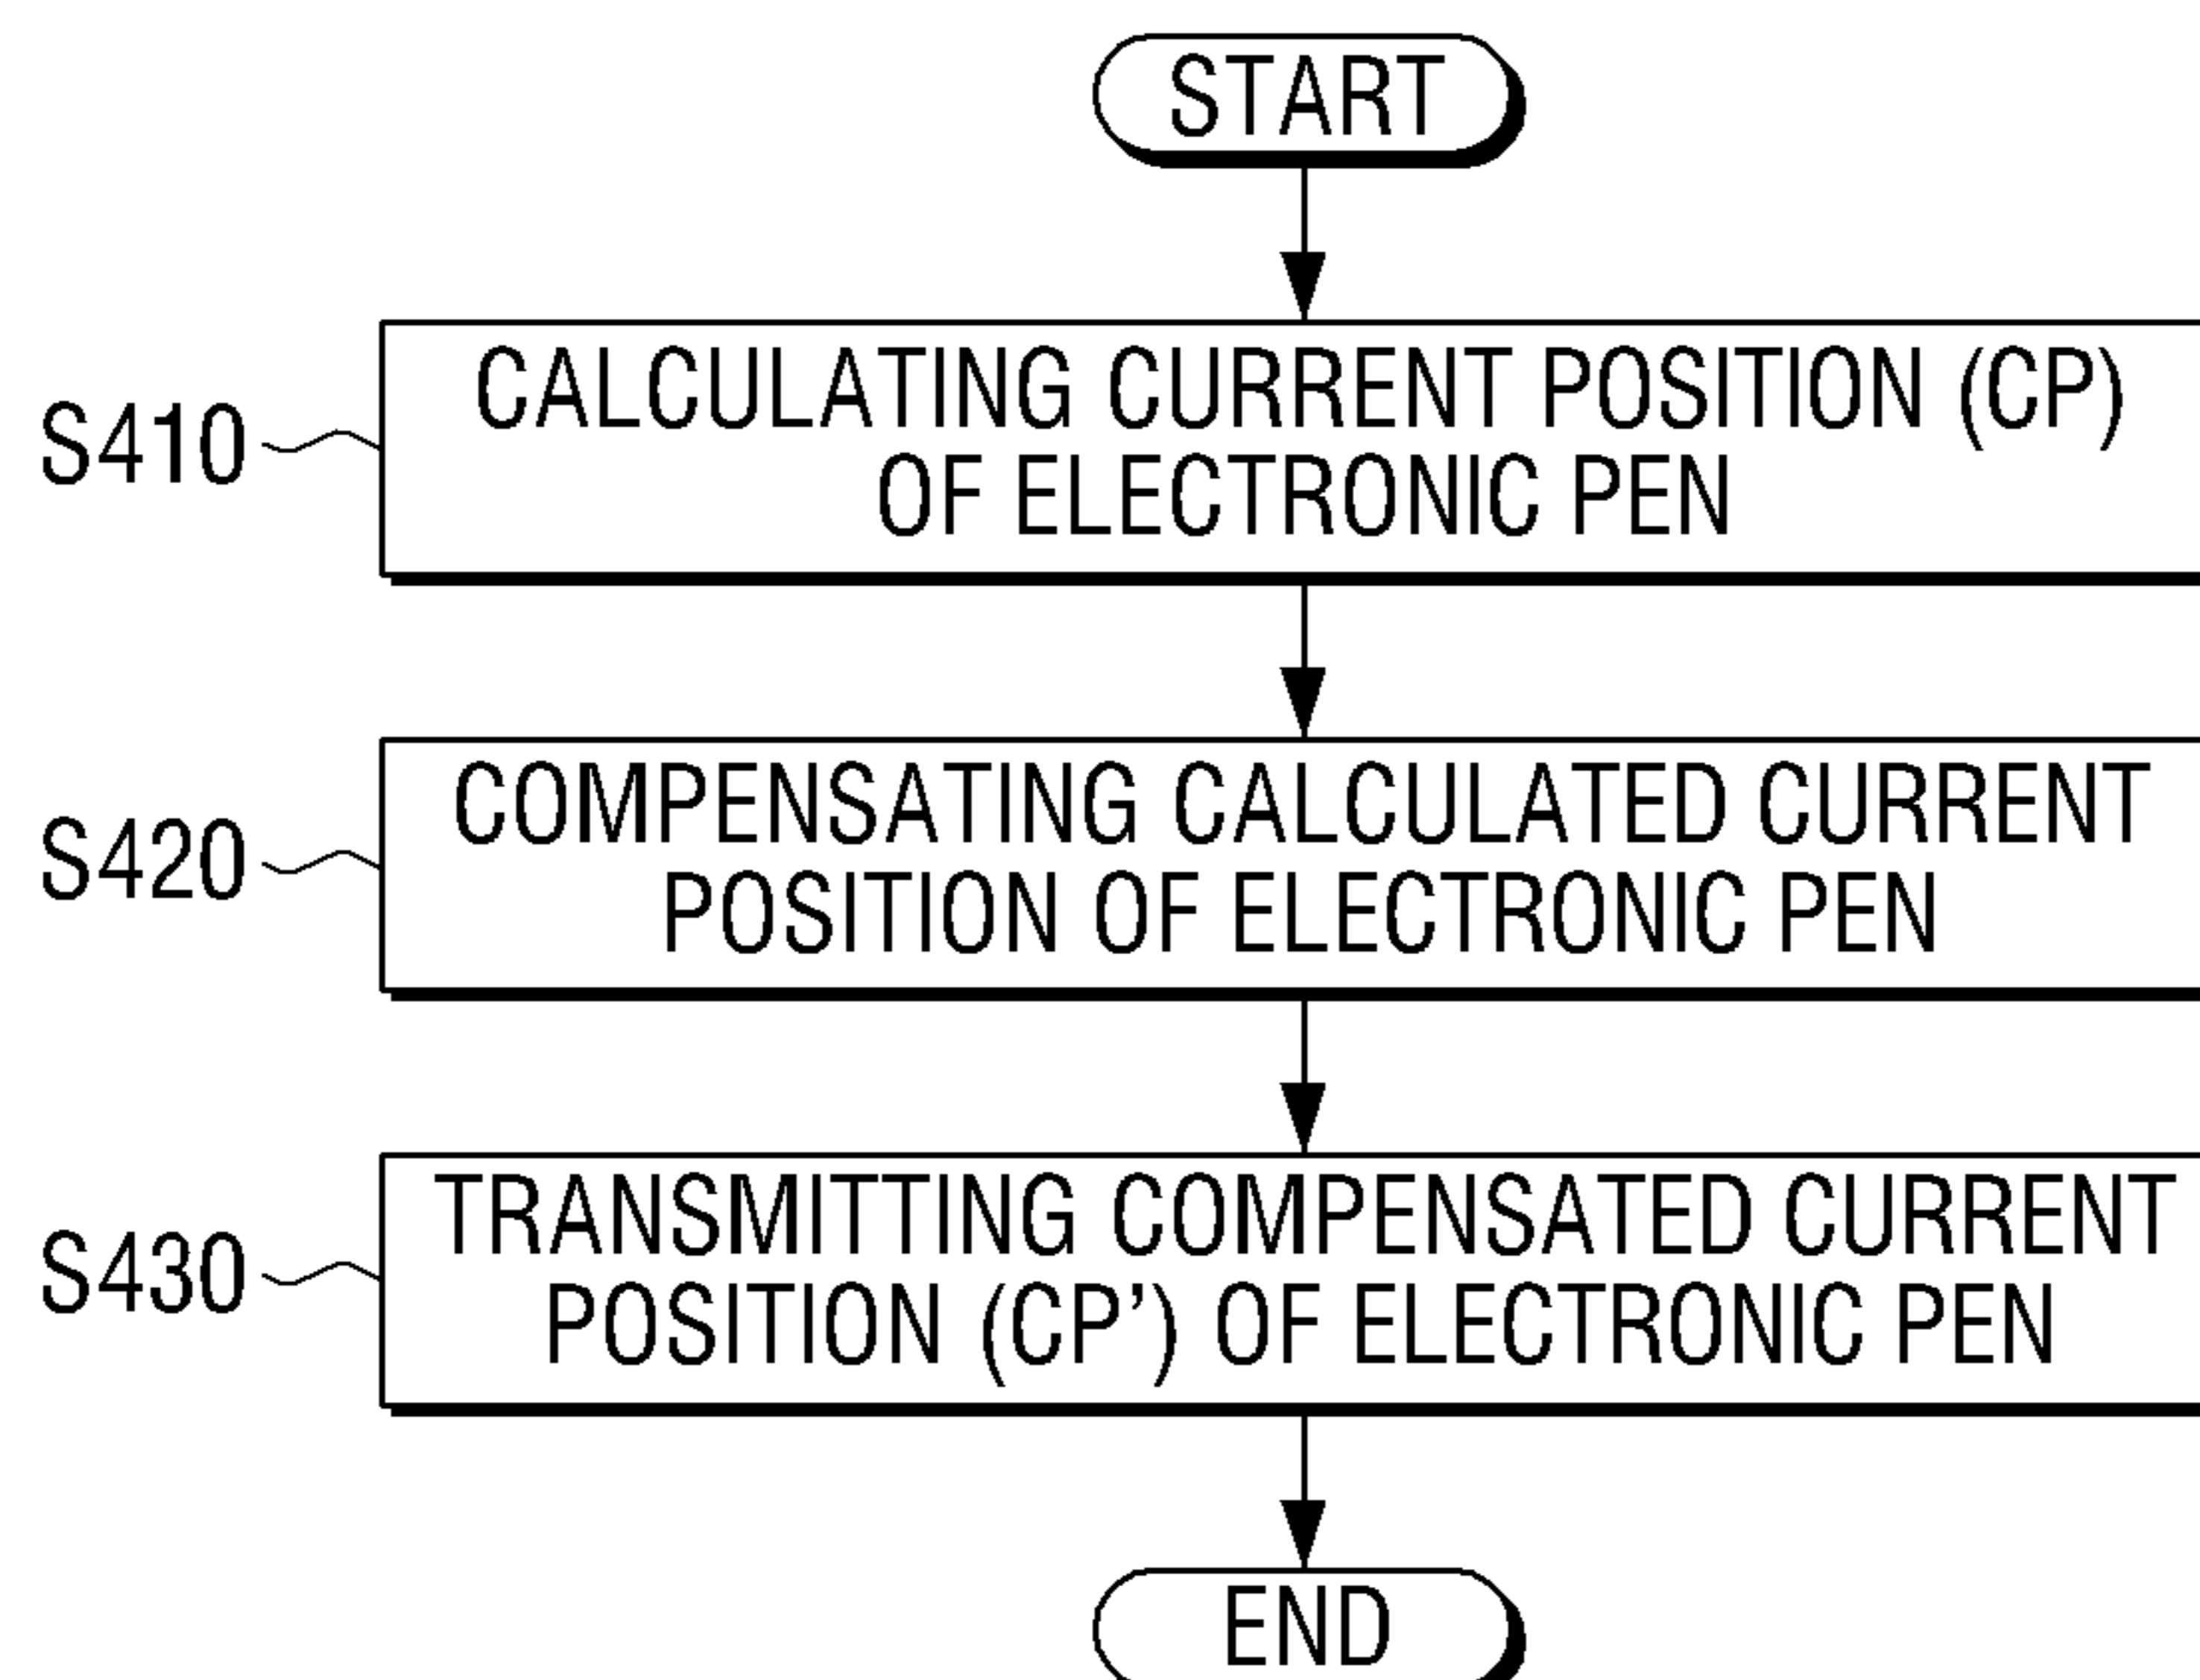 START
S410
CALCULATING CURRENT POSITION (CP)
OF ELECTRONIC PEN
S420
COMPENSATING CALCULATED CURRENT
POSITION OF ELECTRONIC PEN
S430
TRANSMITTING COMPENSATED CURRENT
POSITION (CP’) OF ELECTRONIC PEN
END